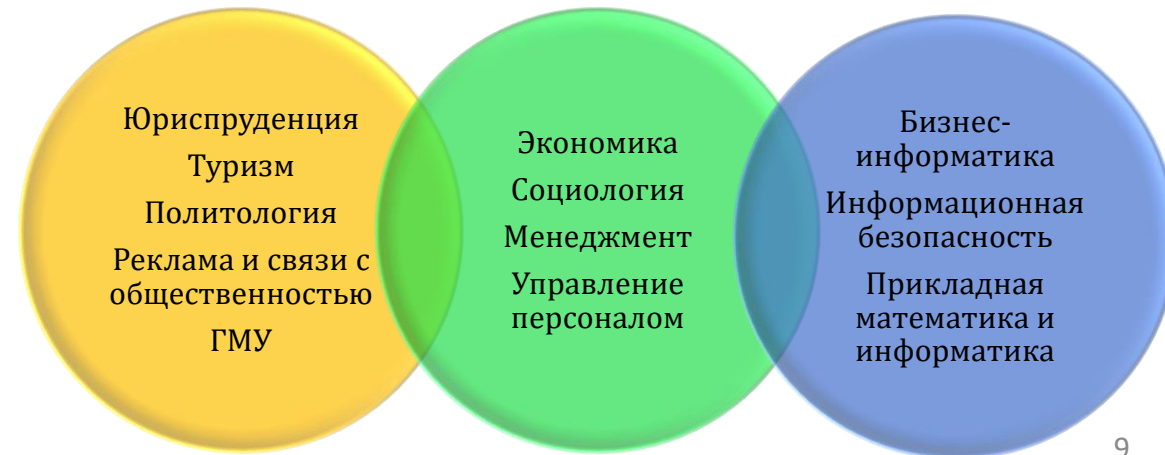 Юриспруденция
Туризм
Политология
Реклама и связи с
общественностью
ГМУ
Экономика
Социология
Менеджмент
Управление
персоналом
Бизнес-
информатика
Информационная
безопасность
Прикладная
математика и
информатика
9